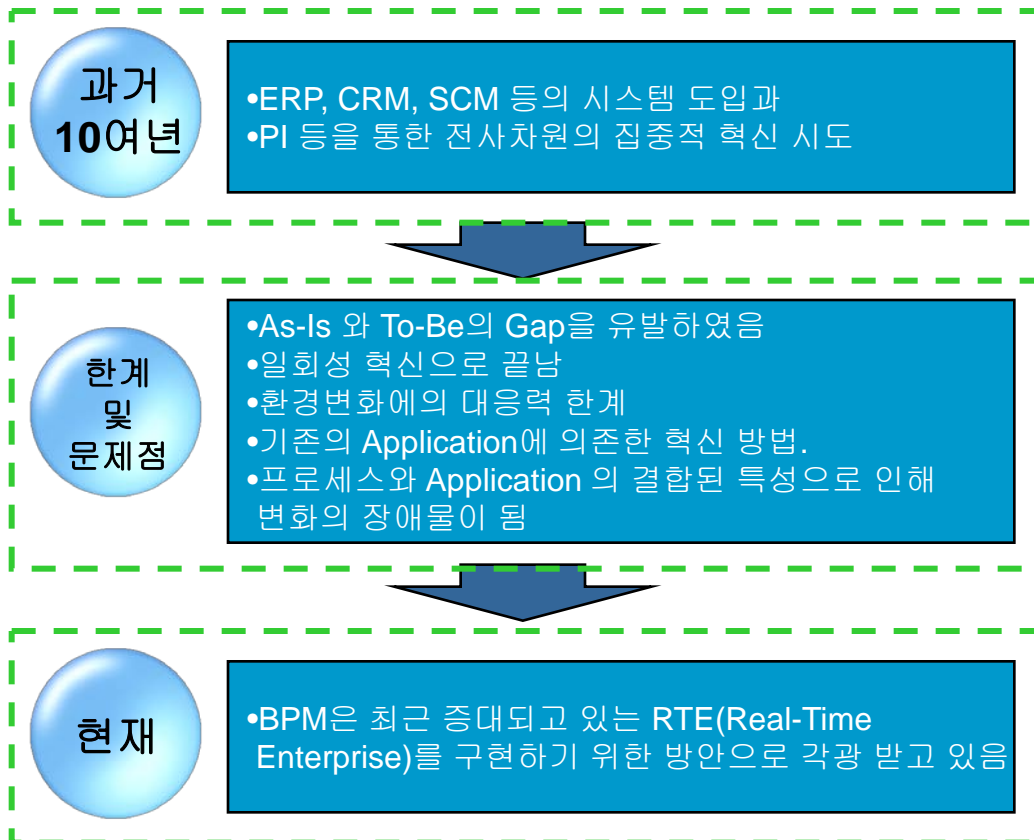 과거
10여년
•ERP, CRM, SCM 등의 시스템 도입과
•PI 등을 통한 전사차원의 집중적 혁신 시도
한계
및
문제점
•As-Is 와 To-Be의 Gap을 유발하였음
•일회성 혁신으로 끝남
•환경변화에의 대응력 한계
•기존의 Application에 의존한 혁신 방법.
•프로세스와 Application 의 결합된 특성으로 인해
변화의 장애물이 됨
현재
•BPM은 최근 증대되고 있는 RTE(Real-Time
Enterprise)를 구현하기 위한 방안으로 각광 받고 있음